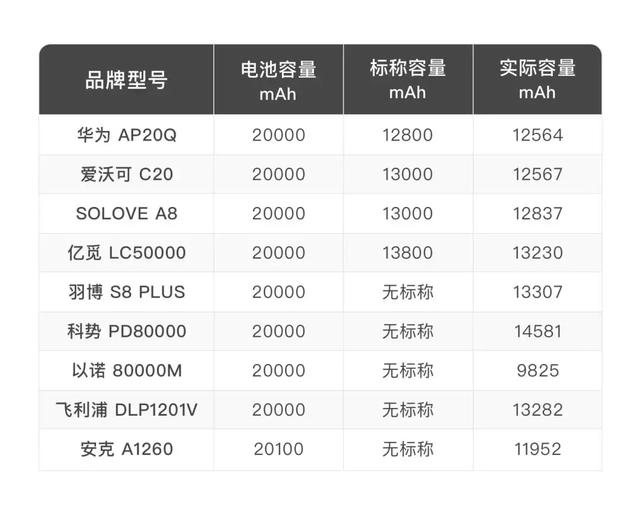 品牌型号 电池容量 mAh 标称容量 mAh 实际容量 mAh
华为 AP20Q 20000 12800 12564
爱沃可 C20 20000 13000 12567
SOLOVE A8 20000 13000 12837
亿觅 LC50000 20000 13800 13230
羽博 S8 PLUS 20000 无标称 13307
科势 PD80000 20000 无标称 14581
以诺 80000M 20000 无标称 9825
飞利浦 DLP1201V 20000 无标称 13282
安克 A1260 20100 无标称 11952